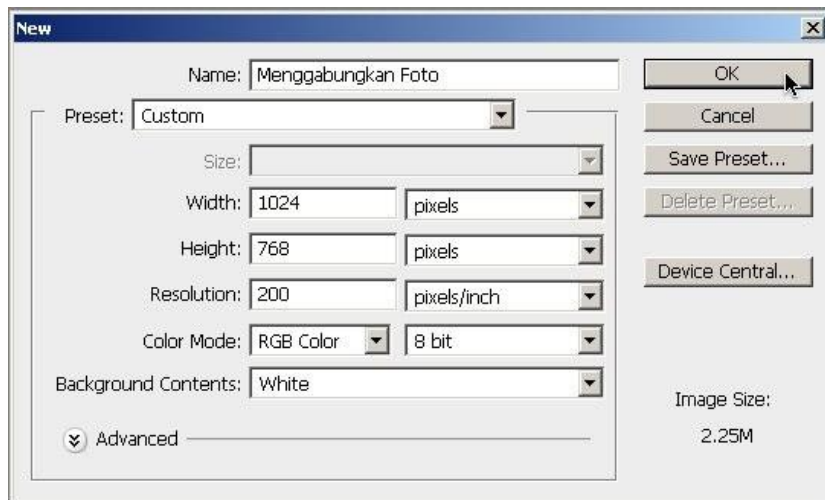 New
Name: Menggabungkan Foto
OK
Preset: Custom
Cancel
Size:
Save Preset...
Width: 1024 pixels
Delete Preset...
Height: 768 pixels
Device Central...
Resolution: 200 pixels/inch
Color Mode: RGB Color 8 bit
Background Contents: White
Image Size:
2.25M
Advanced